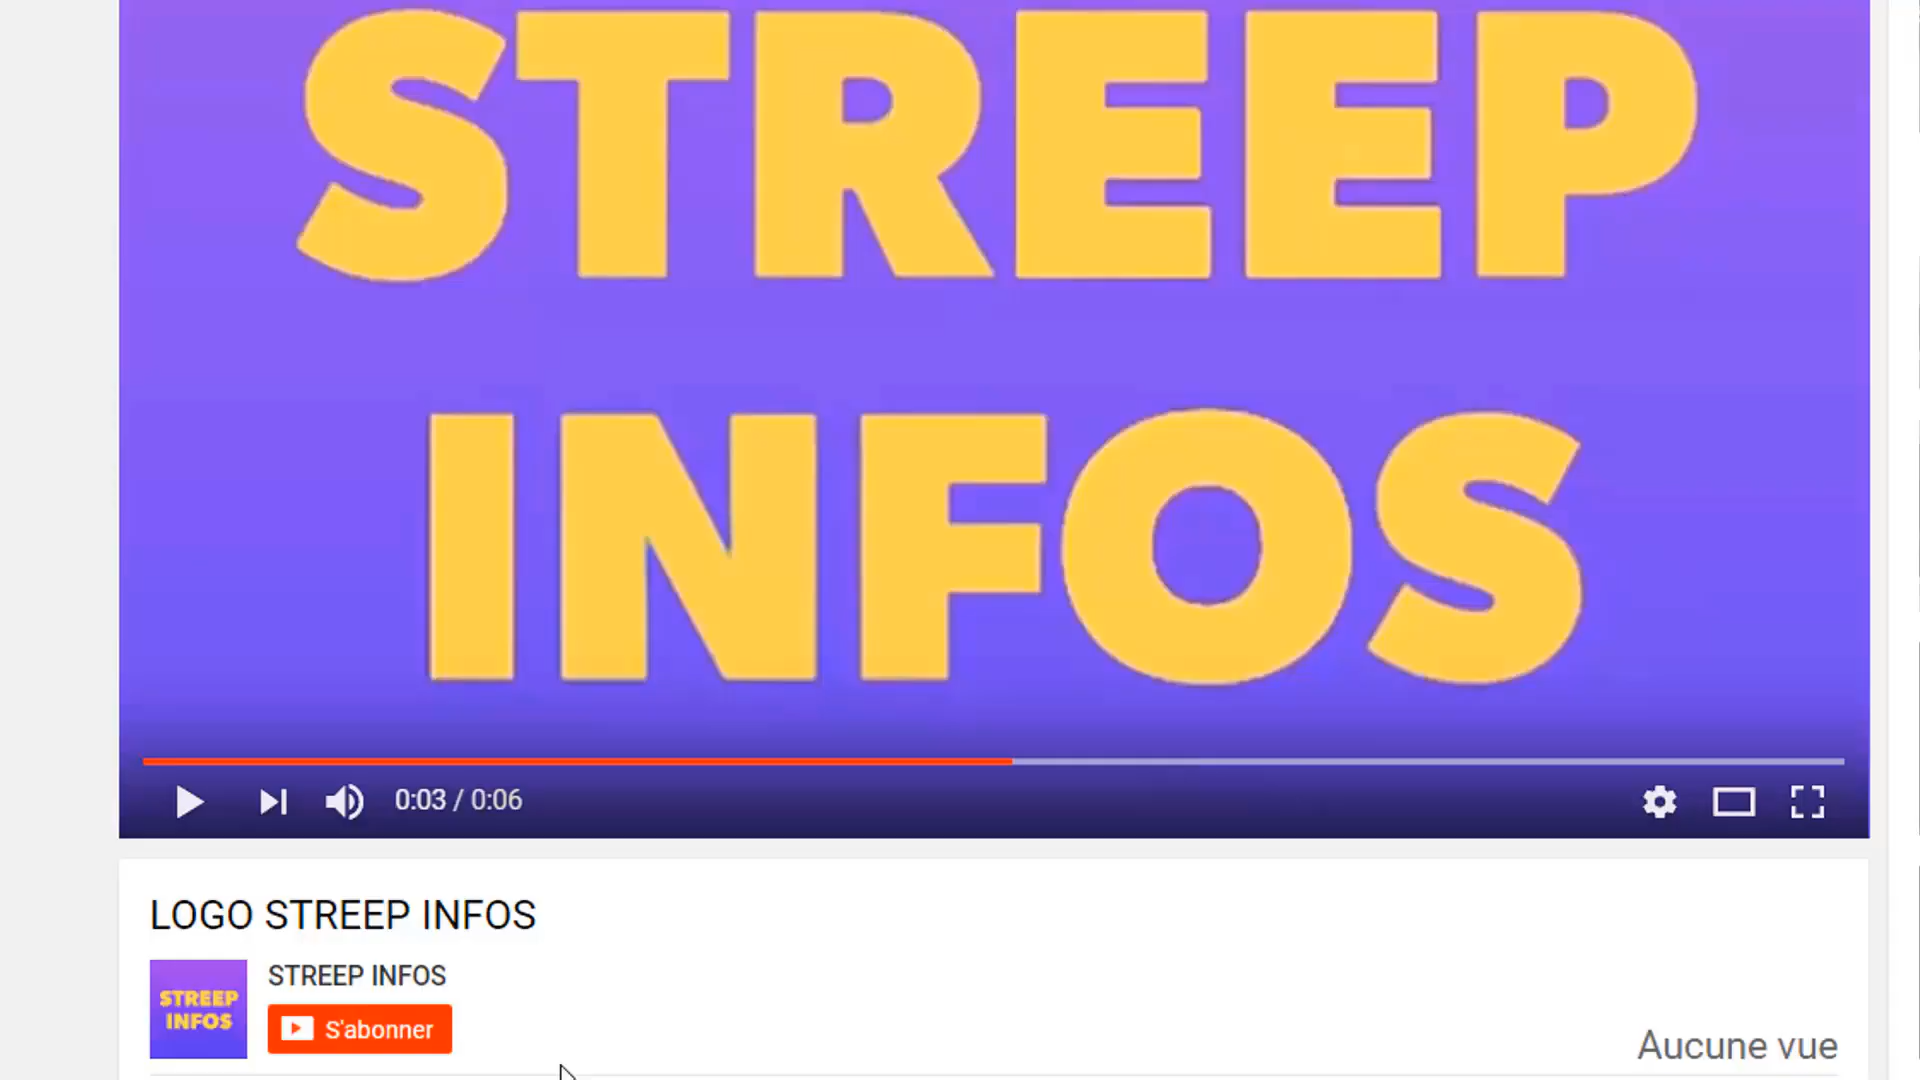 STREEP
INFOS
0:03 / 0:06
LOGO STREEP INFOS
STREEP INFOS
STREEP
INFOS
S'abonner
Aucune vue